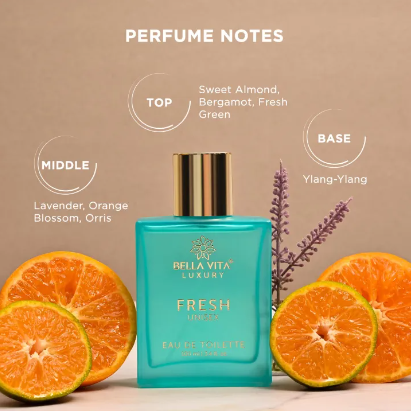 PERFUME NOTES
TOP
Sweet Almond,
Bergamot, Fresh
Green
BASE
Ylang-Ylang
MIDDLE
Lavender, Orange
Blossom, Orris
BELLA VITA
LUXURY
FRESH
EAU DE TOILETTE